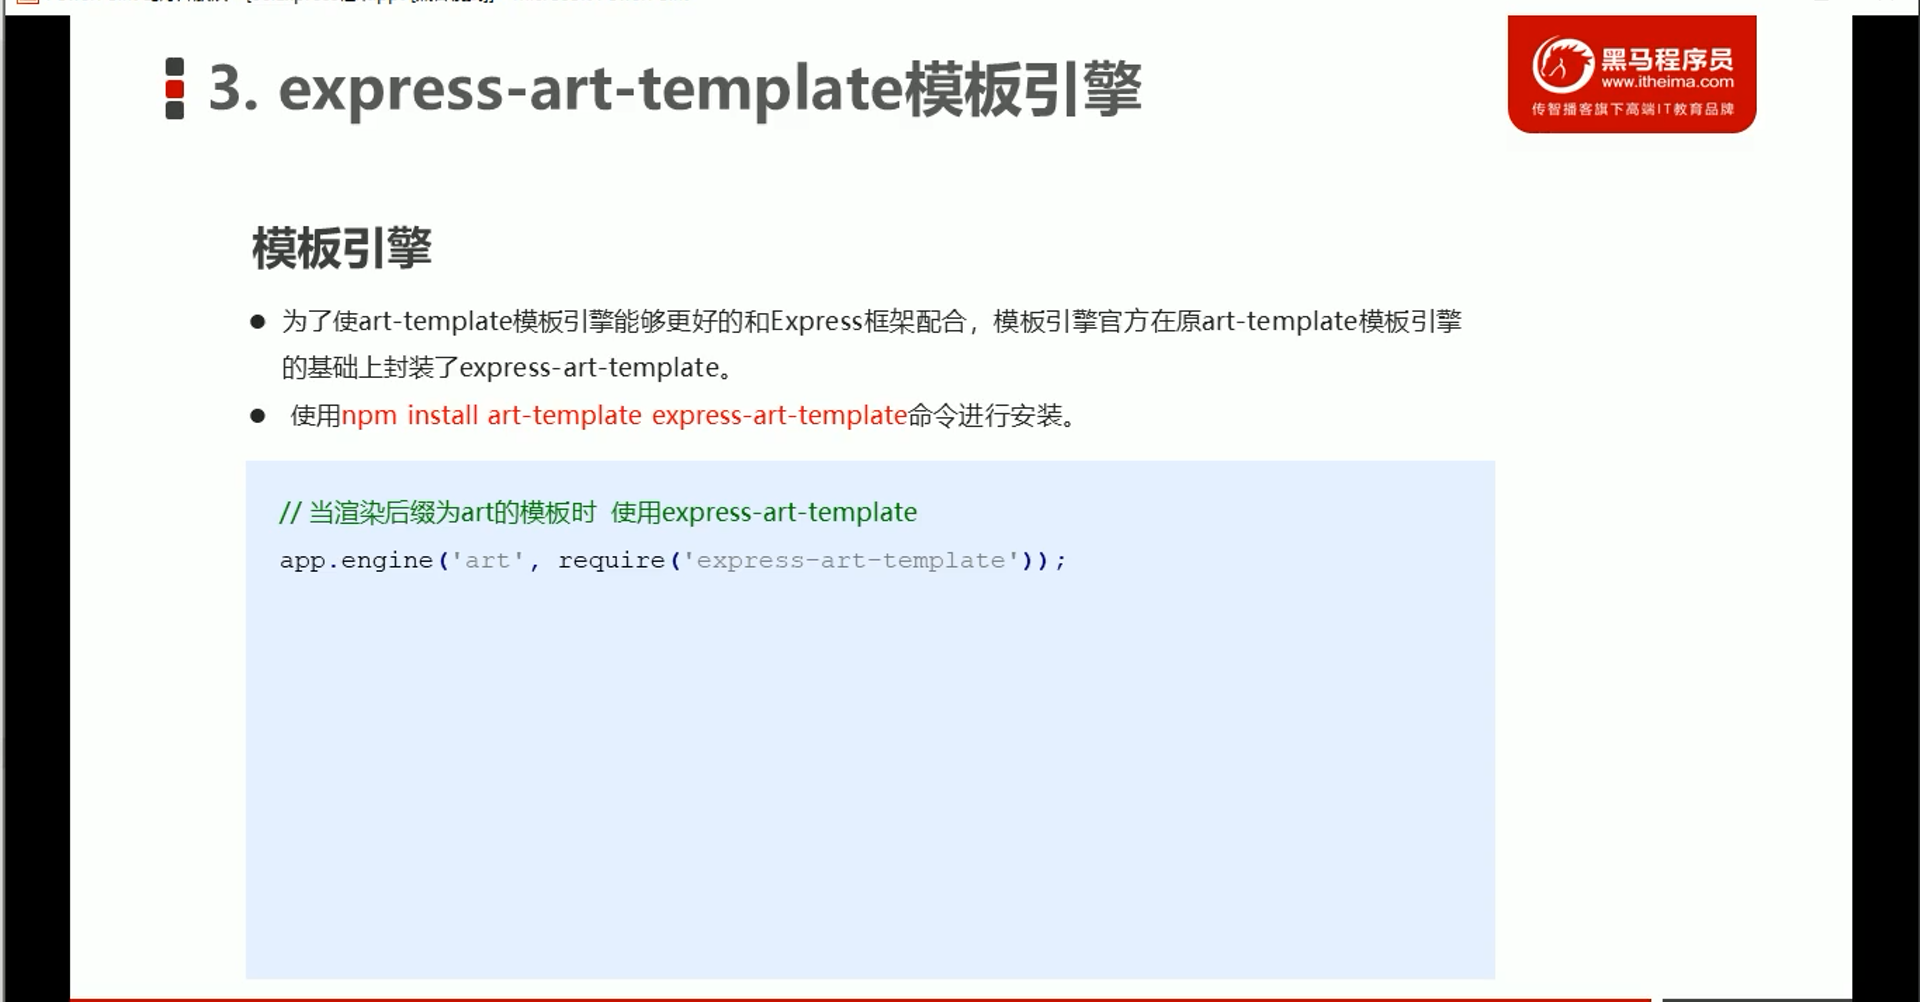 3. express-art-template模板引擎
黑马程序员
www.itheima.com
传智播客旗下高端IT教育品牌
模板引擎
● 为了使art-template模板引擎能够更好的和Express框架配合，模板引擎官方在原art-template模板引擎
的基础上封装了express-art-template。
● 使用npm install art-template express-art-template命令进行安装。
// 当渲染后缀为art的模板时 使用express-art-template
app.engine('art', require('express-art-template'));